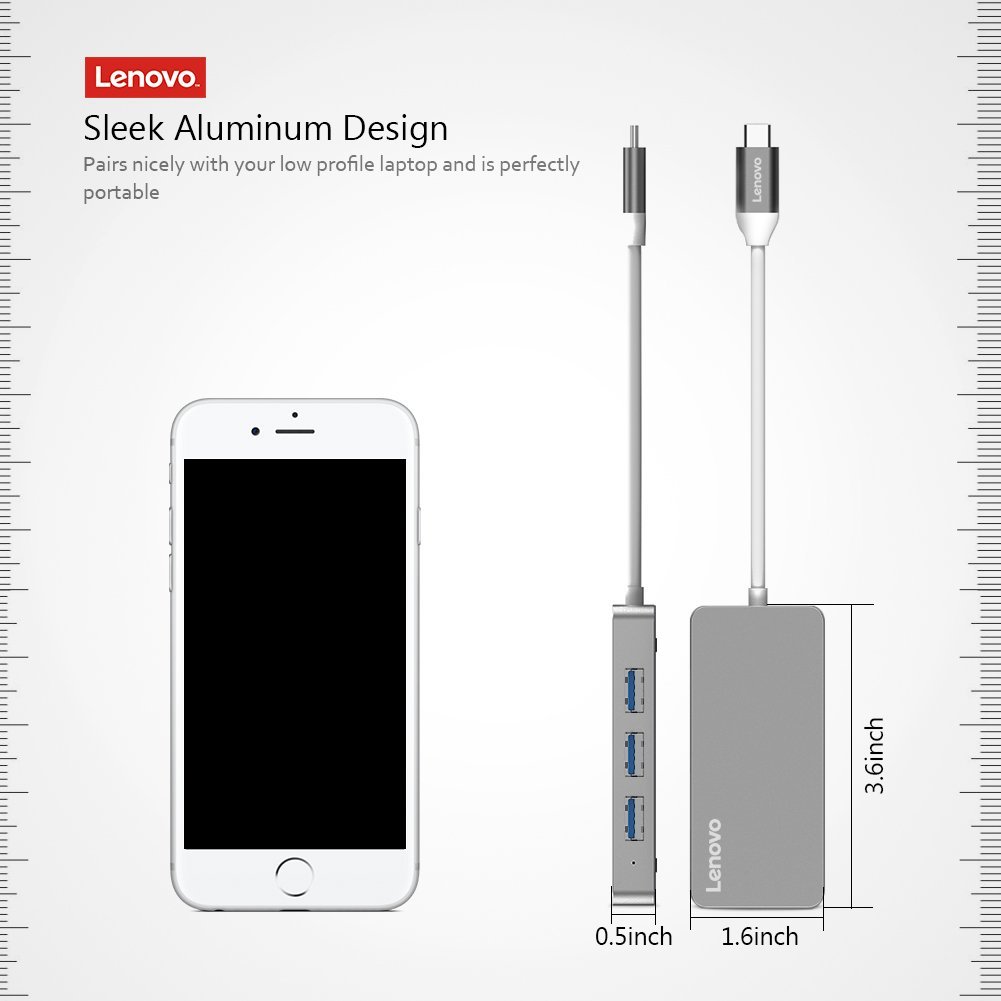 Lenovo
Sleek Aluminum Design
Pairs nicely with your low profile laptop and is perfectly
portable
Lenovo
3.6inch
Lenovo
0.5inch
1.6inch